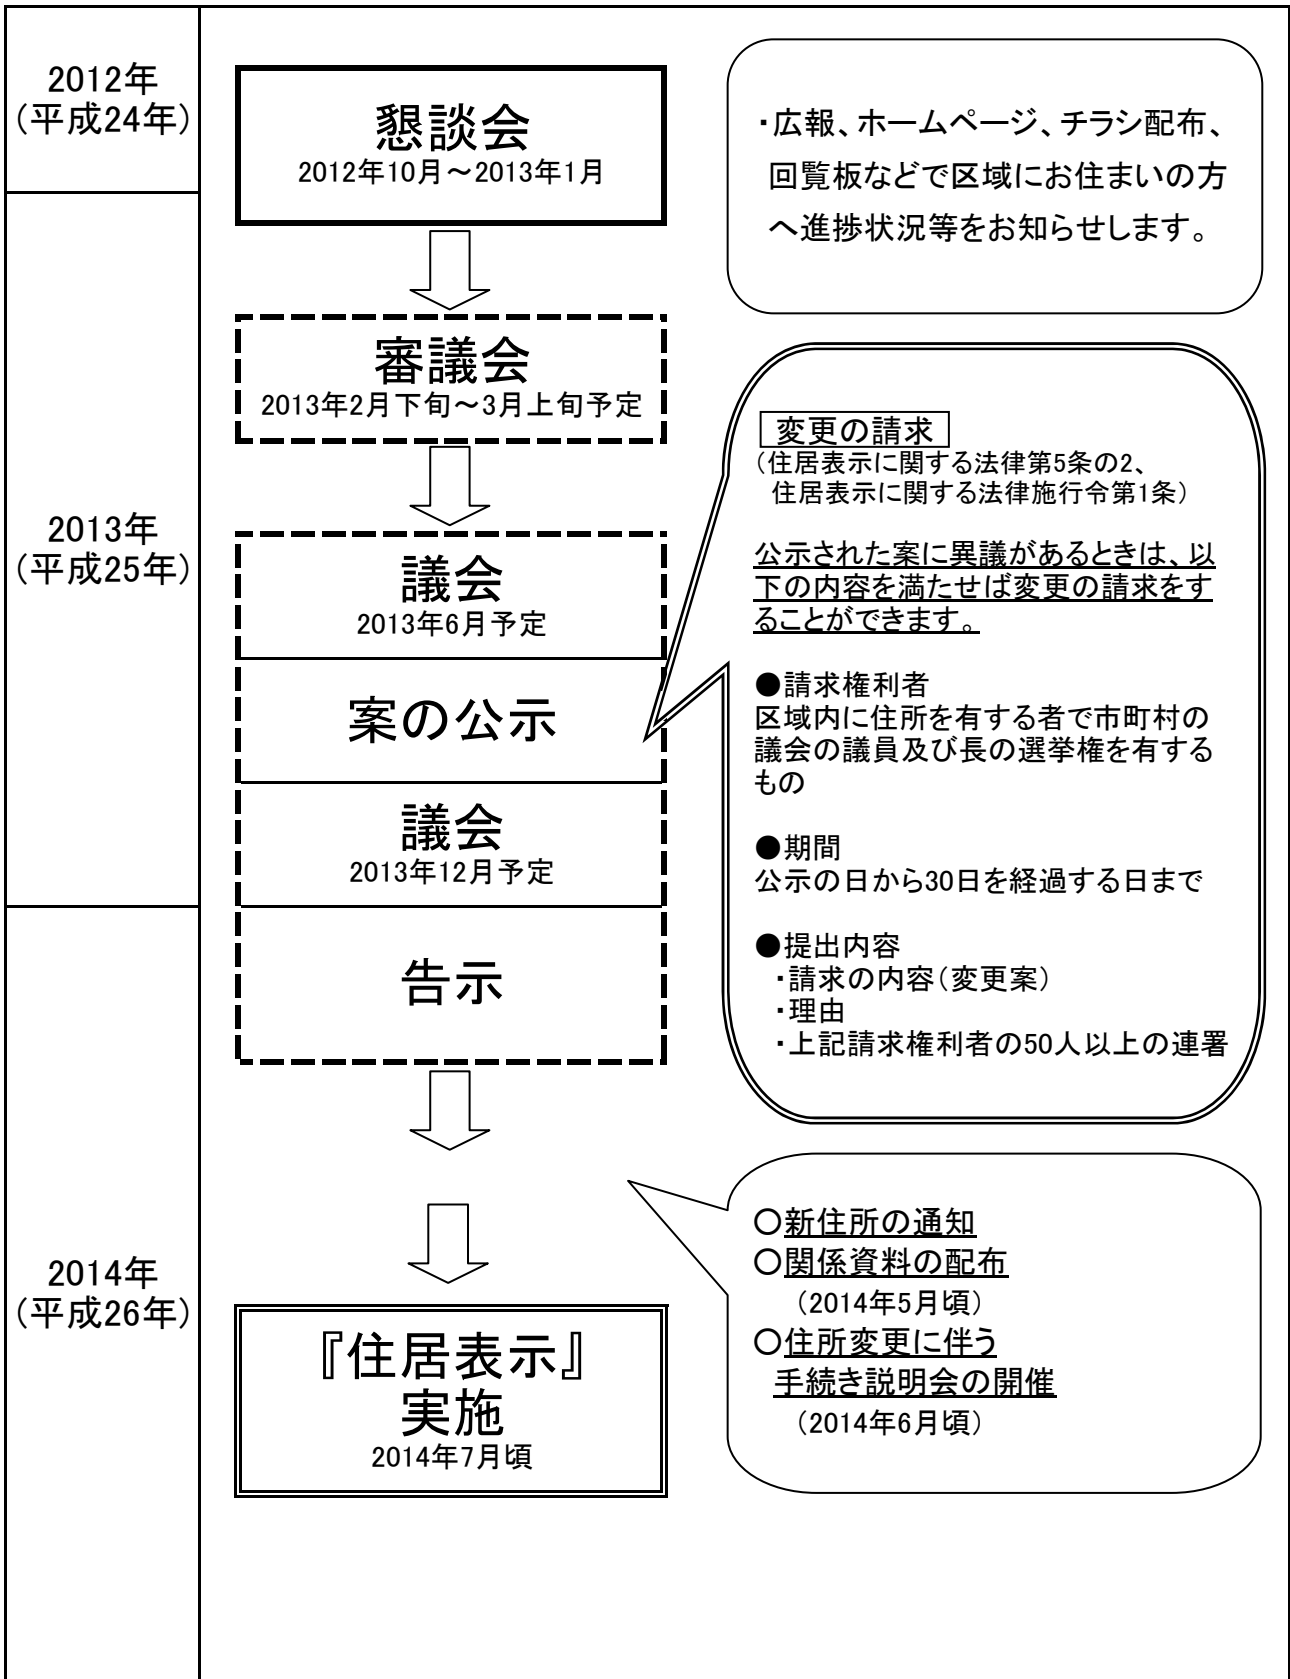 2012年
(平成24年)
懇談会
2012年10月～2013年1月
・広報、ホームページ、チラシ配布、
回覧板などで区域にお住まいの方
へ進捗状況等をお知らせします。
2013年
(平成25年)
審議会
2013年2月下旬～3月上旬予定
議会
2013年6月予定
案の公示
議会
2013年12月予定
変更の請求
(住居表示に関する法律第5条の2、
住居表示に関する法律施行令第1条)
公示された案に異議があるときは、以
下の内容を満たせば変更の請求をす
ることができます。
●請求権利者
区域内に住所を有する者で市町村の
議会の議員及び長の選挙権を有する
もの
●期間
公示の日から30日を経過する日まで
●提出内容
・請求の内容(変更案)
・理由
・上記請求権利者の50人以上の連署
2014年
(平成26年)
告示
○新住所の通知
○関係資料の配布
(2014年5月頃)
○住所変更に伴う
手続き説明会の開催
(2014年6月頃)
『住居表示』
実施
2014年7月頃